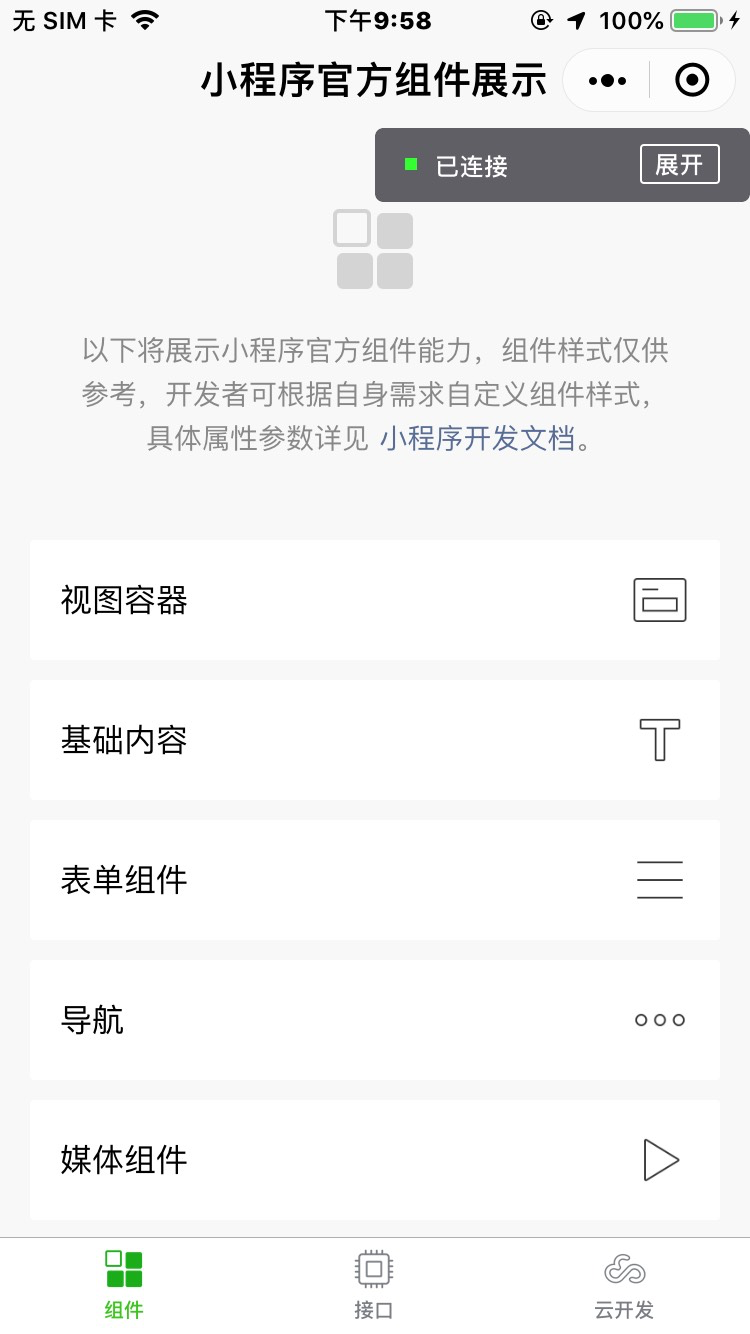 无 SIM 卡 下午9:58 100%
小程序官方组件展示
已连接 展开
以下将展示小程序官方组件能力，组件样式仅供
参考，开发者可根据自身需求自定义组件样式，
具体属性参数详见 小程序开发文档。
视图容器
基础内容
表单组件
导航
媒体组件
组件 接口 云开发